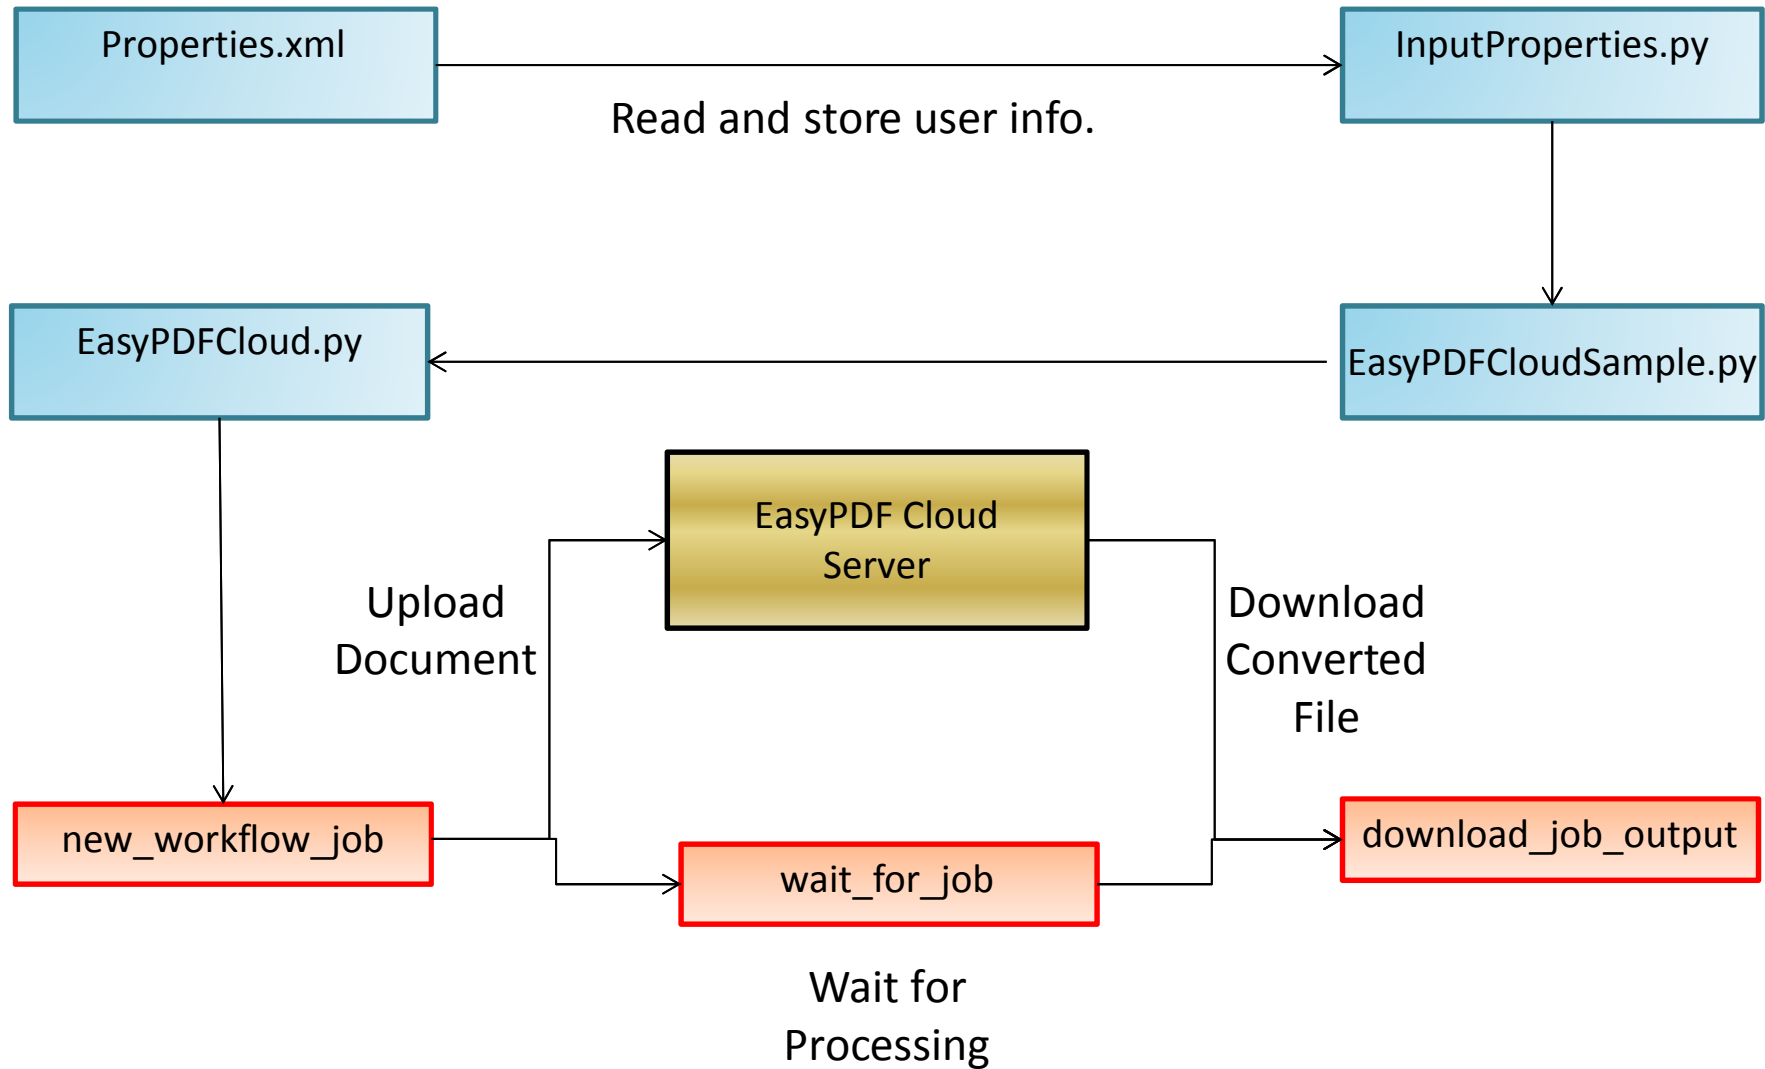 Properties.xml
InputProperties.py
Read and store user info.
EasyPDFCloud.py
EasyPDFCloudSample.py
EasyPDF Cloud
Server
Upload
Document
Download
Converted
File
new_workflow_job
wait_for_job
download_job_output
Wait for
Processing